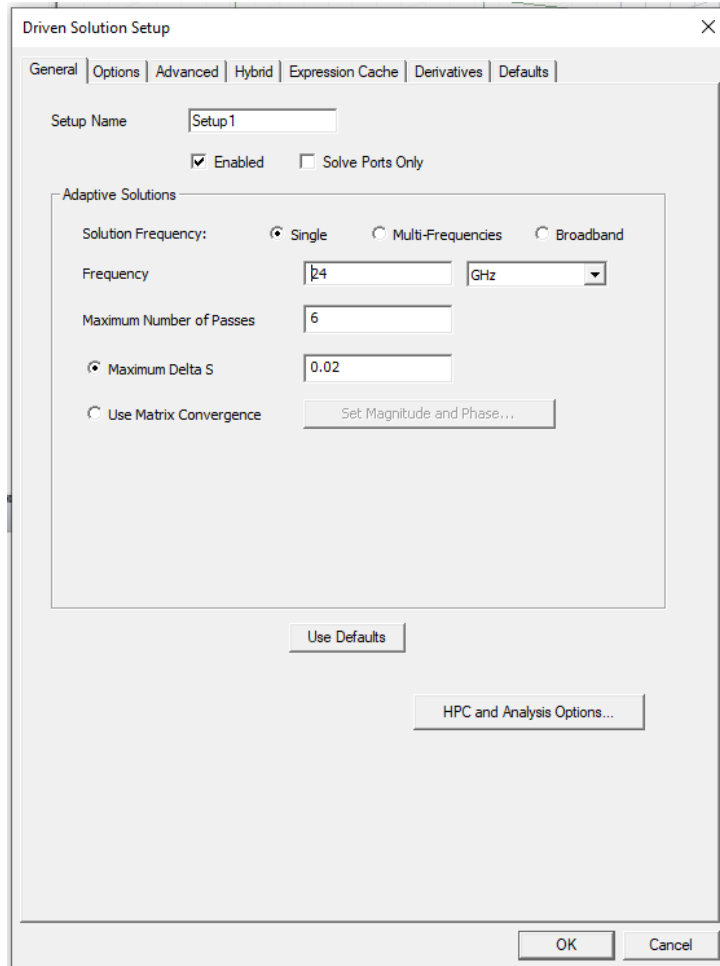 Driven Solution Setup
General Options Advanced Hybrid Expression Cache Derivatives Defaults
Setup Name Setup1
Enabled Solve Ports Only
Adaptive Solutions
Solution Frequency: Single Multi-Frequencies Broadband
Frequency 24 GHz
Maximum Number of Passes 6
Maximum Delta S 0.02
Use Matrix Convergence Set Magnitude and Phase...
Use Defaults
HPC and Analysis Options...
OK Cancel